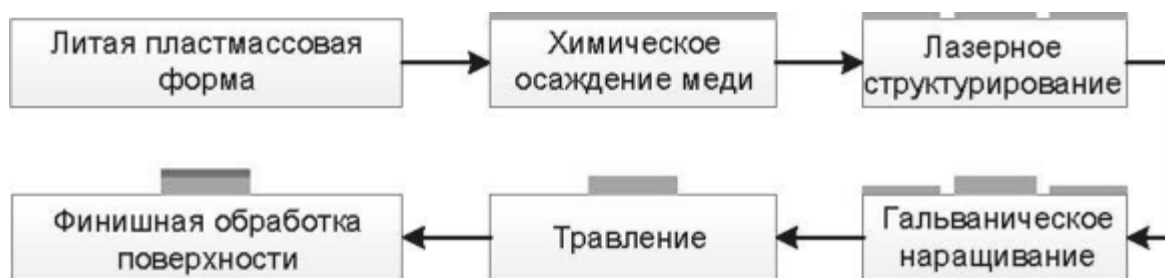 Литая пластмассовая
форма
Химическое
осаждение меди
Лазерное
структурирование
Финишная обработка
поверхности
Травление
Гальваническое
наращивание